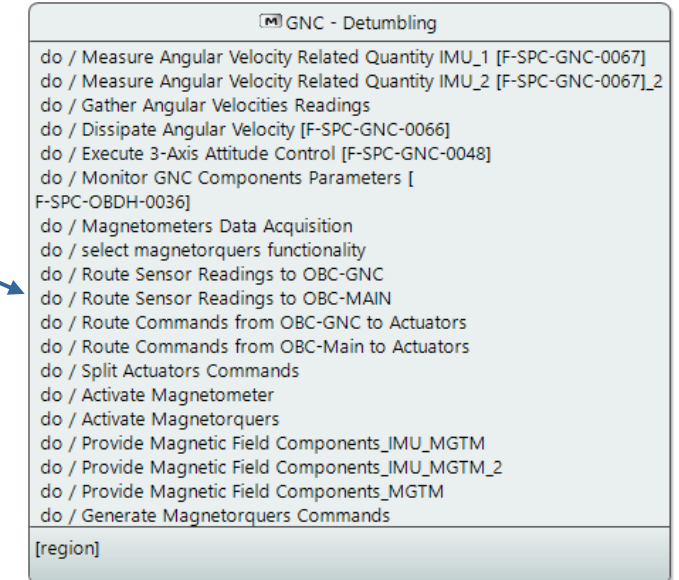 M GNC - Detumbling
do / Measure Angular Velocity Related Quantity IMU_1 [F-SPC-GNC-0067]
do / Measure Angular Velocity Related Quantity IMU_2 [F-SPC-GNC-0067]_2
do / Gather Angular Velocities Readings
do / Dissipate Angular Velocity [F-SPC-GNC-0066]
do / Execute 3-Axis Attitude Control [F-SPC-GNC-0048]
do / Monitor GNC Components Parameters [
F-SPC-OBDH-0036]
do / Magnetometers Data Acquisition
do / select magnetorquers functionality
do / Route Sensor Readings to OBC-GNC
do / Route Sensor Readings to OBC-MAIN
do / Route Commands from OBC-GNC to Actuators
do / Route Commands from OBC-Main to Actuators
do / Split Actuators Commands
do / Activate Magnetometer
do / Activate Magnetorquers
do / Provide Magnetic Field Components_IMU_MGTM
do / Provide Magnetic Field Components_IMU_MGTM_2
do / Provide Magnetic Field Components_MGTM
do / Generate Magnetorquers Commands
[region]